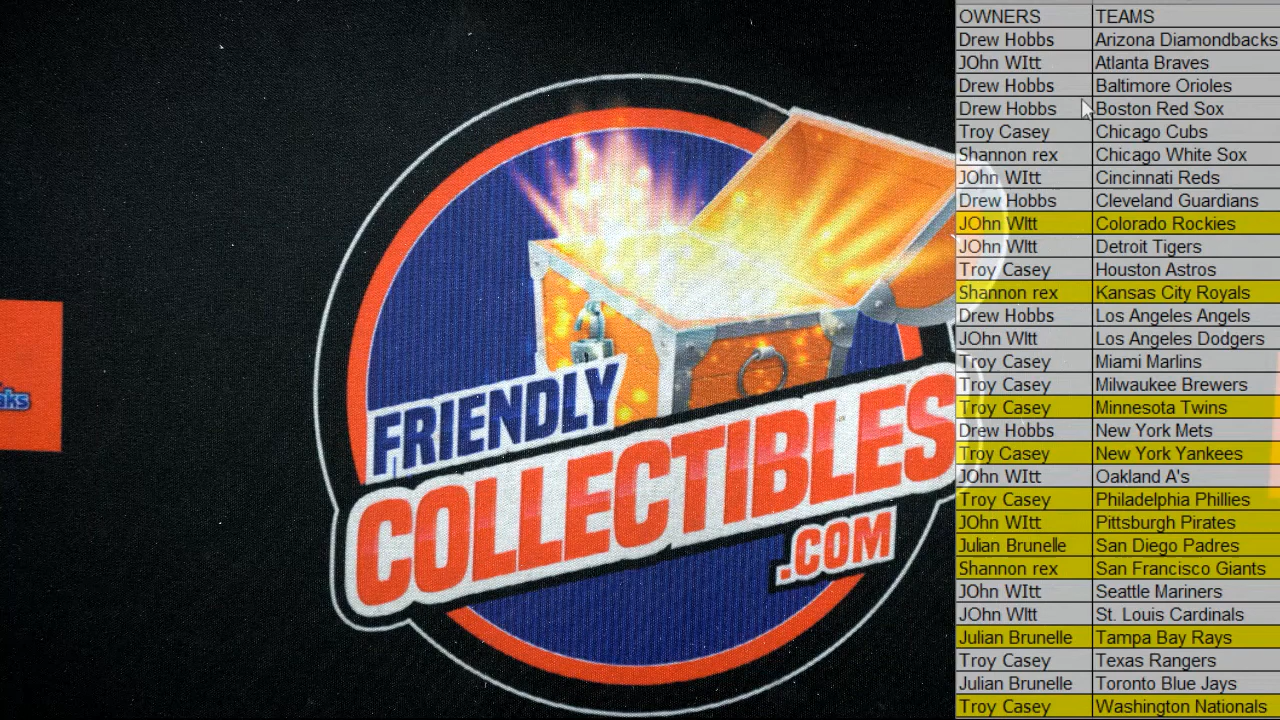 OWNERS TEAMS
Drew Hobbs Arizona Diamondbacks
JOhn WItt Atlanta Braves
Drew Hobbs Baltimore Orioles
Drew Hobbs Boston Red Sox
Troy Casey Chicago Cubs
Shannon rex Chicago White Sox
JOhn WItt Cincinnati Reds
Drew Hobbs Cleveland Guardians
JOhn WItt Colorado Rockies
JOhn WItt Detroit Tigers
Troy Casey Houston Astros
Shannon rex Kansas City Royals
Drew Hobbs Los Angeles Angels
JOhn WItt Los Angeles Dodgers
Troy Casey Miami Marlins
Troy Casey Milwaukee Brewers
Troy Casey Minnesota Twins
Drew Hobbs New York Mets
Troy Casey New York Yankees
JOhn WItt Oakland A's
Troy Casey Philadelphia Phillies
JOhn WItt Pittsburgh Pirates
Julian Brunelle San Diego Padres
Shannon rex San Francisco Giants
JOhn WItt Seattle Mariners
JOhn WItt St. Louis Cardinals
Julian Brunelle Tampa Bay Rays
Troy Casey Texas Rangers
Julian Brunelle Toronto Blue Jays
Troy Casey Washington Nationals
FRIENDLY
COLLECTIBLES
.COM